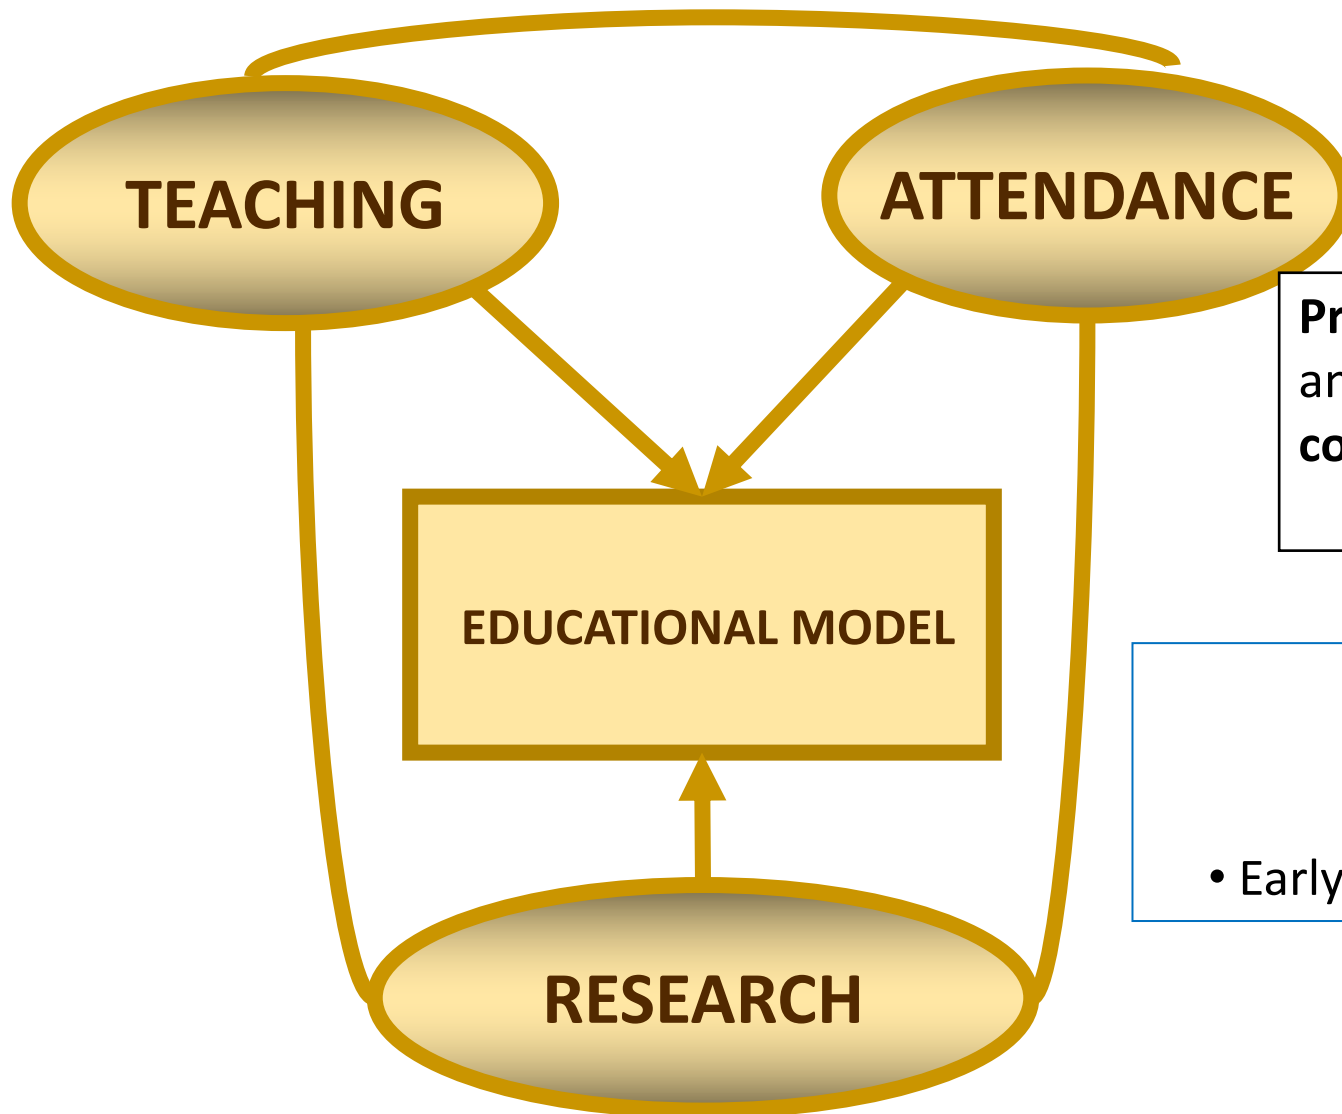 TEACHING
ATTENDANCE
EDUCATIONAL MODEL
RESEARCH
• Early